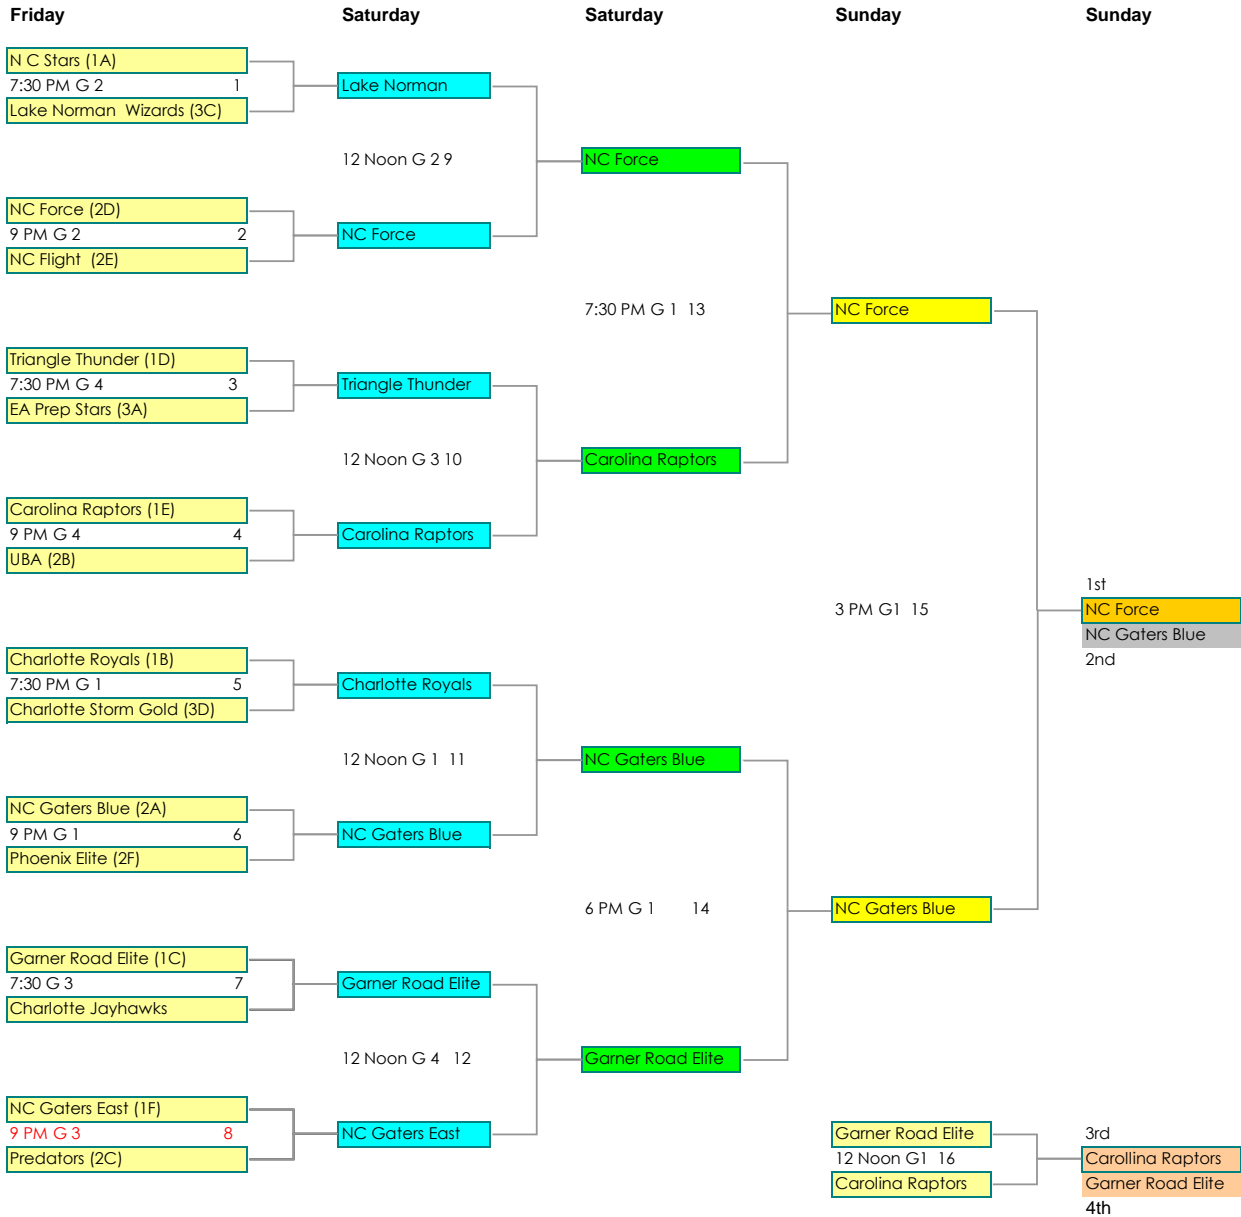 Friday Saturday Saturday Sunday Sunday
N C Stars (1A)
7:30 PM G 2 1
Lake Norman Wizards (3C)
Lake Norman
12 Noon G 2 9
NC Force
NC Force (2D)
9 PM G 2 2
NC Flight (2E)
NC Force
7:30 PM G 1 13
NC Force
Triangle Thunder (1D)
7:30 PM G 4 3
EA Prep Stars (3A)
Triangle Thunder
12 Noon G 3 10
Carolina Raptors
Carolina Raptors (1E)
9 PM G 4 4
UBA (2B)
Carolina Raptors
3 PM G1 15
1st
NC Force
NC Gaters Blue
2nd
Charlotte Royals (1B)
7:30 PM G 1 5
Charlotte Storm Gold (3D)
Charlotte Royals
12 Noon G 1 11
NC Gaters Blue
NC Gaters Blue (2A)
9 PM G 1 6
Phoenix Elite (2F)
NC Gaters Blue
6 PM G 1 14
NC Gaters Blue
Garner Road Elite (1C)
7:30 G 3 7
Charlotte Jayhawks
Garner Road Elite
12 Noon G 4 12
Garner Road Elite
NC Gaters East (1F)
9 PM G 3 8
Predators (2C)
NC Gaters East
Garner Road Elite
12 Noon G1 16
Carolina Raptors
3rd
Carollina Raptors
Garner Road Elite
4th